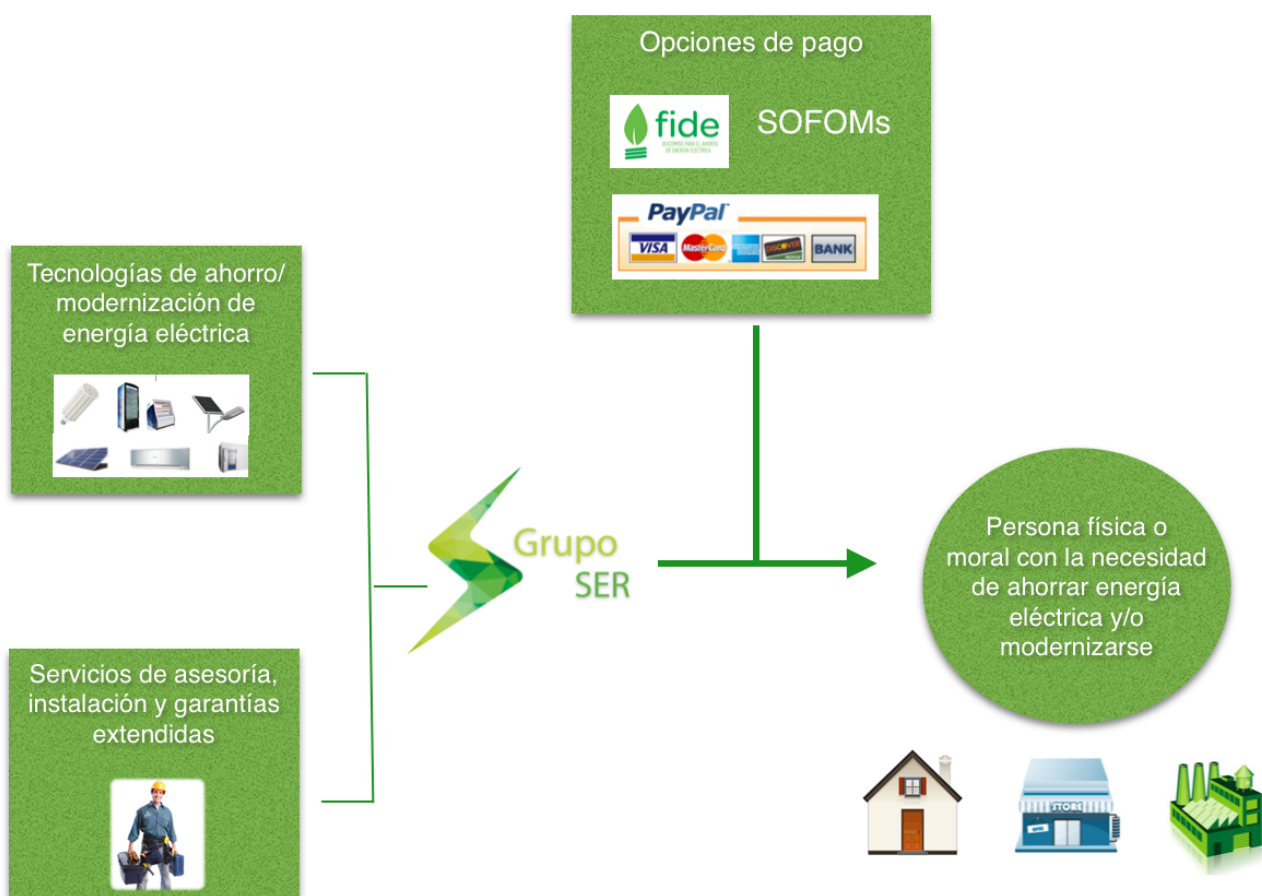 Opciones de pago
fide
SOFOMs
PayPal
VISA
MasterCard
DISCOVER
BANK
Tecnologías de ahorro/
modernización de
energía eléctrica
Grupo
SER
Persona física o
moral con la necesidad
de ahorrar energía
eléctrica y/o
modernizarse
Servicios de asesoría,
instalación y garantías
extendidas
STORE